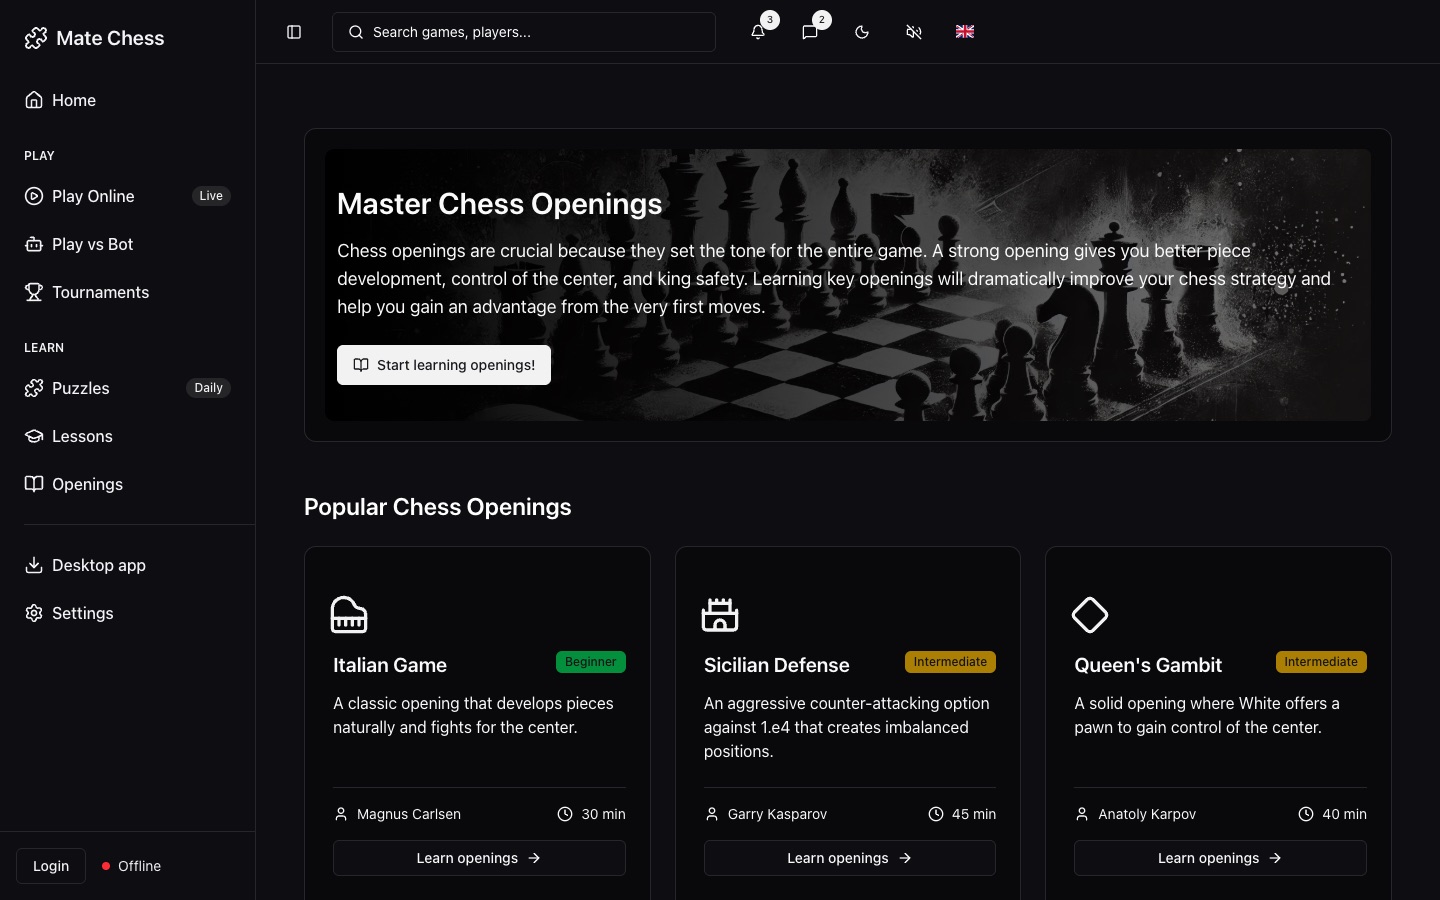 Mate Chess
Search games, players...
3
2
Home
PLAY
Play Online
Live
Play vs Bot
Tournaments
LEARN
Puzzles
Daily
Lessons
Openings
Desktop app
Settings
Login
Offline
Master Chess Openings
Chess openings are crucial because they set the tone for the entire game. A strong opening gives you better piece
development, control of the center, and king safety. Learning key openings will dramatically improve your chess strategy and
help you gain an advantage from the very first moves.
Start learning openings!
Popular Chess Openings
Italian Game
Beginner
A classic opening that develops pieces
naturally and fights for the center.
Magnus Carlsen
30 min
Learn openings
Sicilian Defense
Intermediate
An aggressive counter-attacking option
against 1.e4 that creates imbalanced
positions.
Garry Kasparov
45 min
Learn openings
Queen's Gambit
Intermediate
A solid opening where White offers a
pawn to gain control of the center.
Anatoly Karpov
40 min
Learn openings